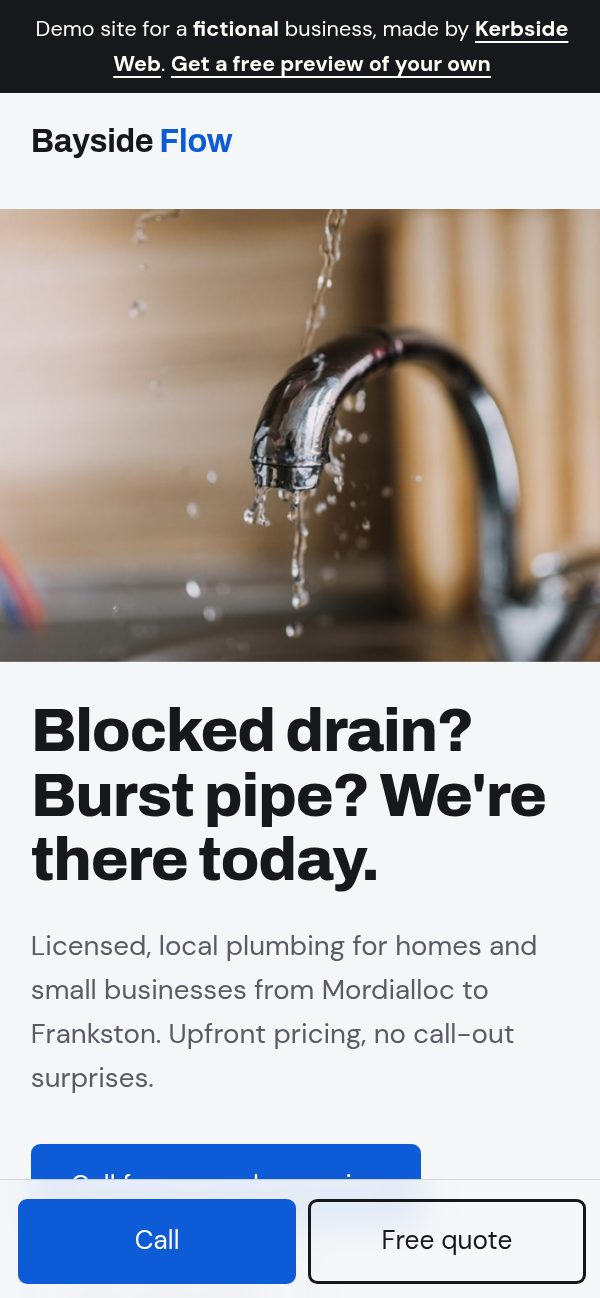 Demo site for a fictional business, made by Kerbside
Web. Get a free preview of your own
Bayside Flow
Blocked drain?
Burst pipe? We're
there today.
Licensed, local plumbing for homes and
small businesses from Mordialloc to
Frankston. Upfront pricing, no call-out
surprises.
Call Free quote